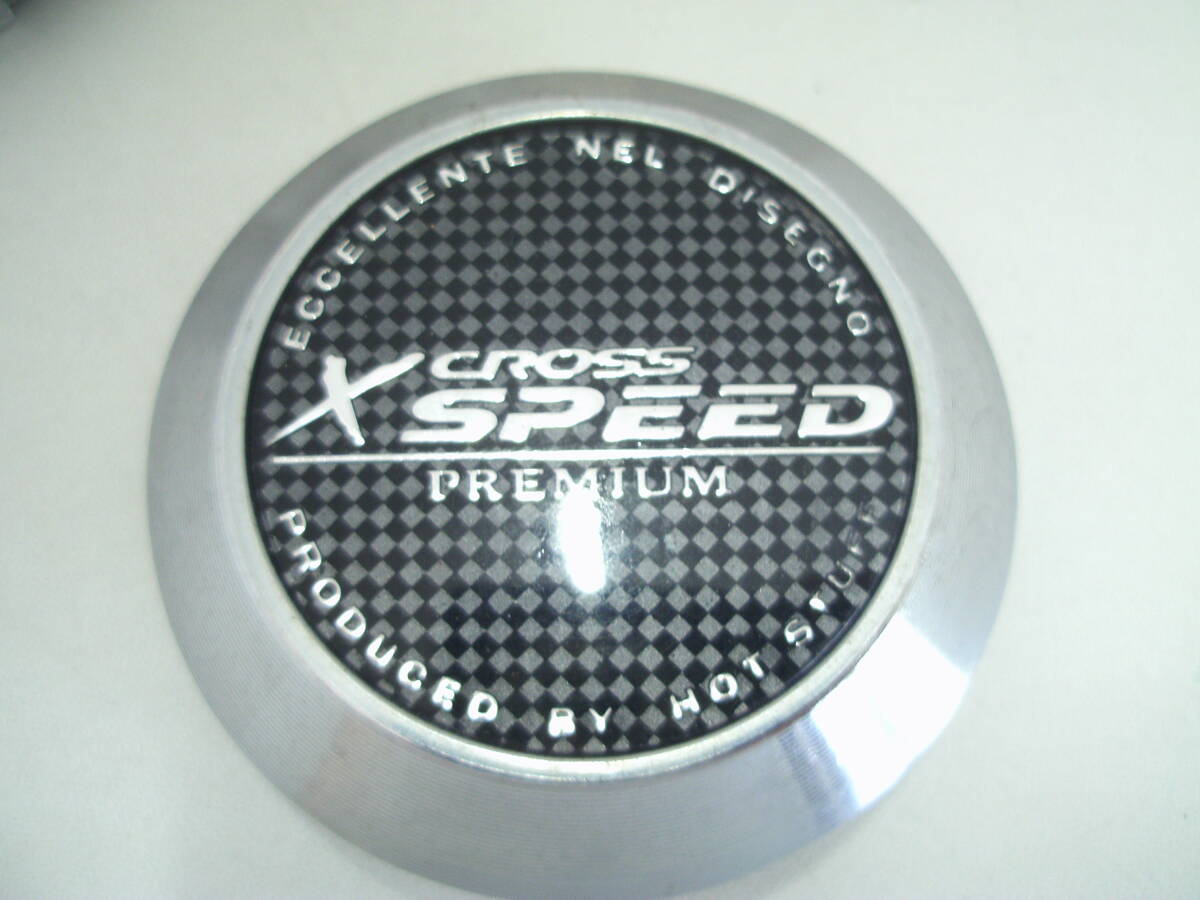 ECCELLENTE NEL DISEGNO
X CROSS
SPEED
PREMIUM
PRODUCED BY HOT STUFF